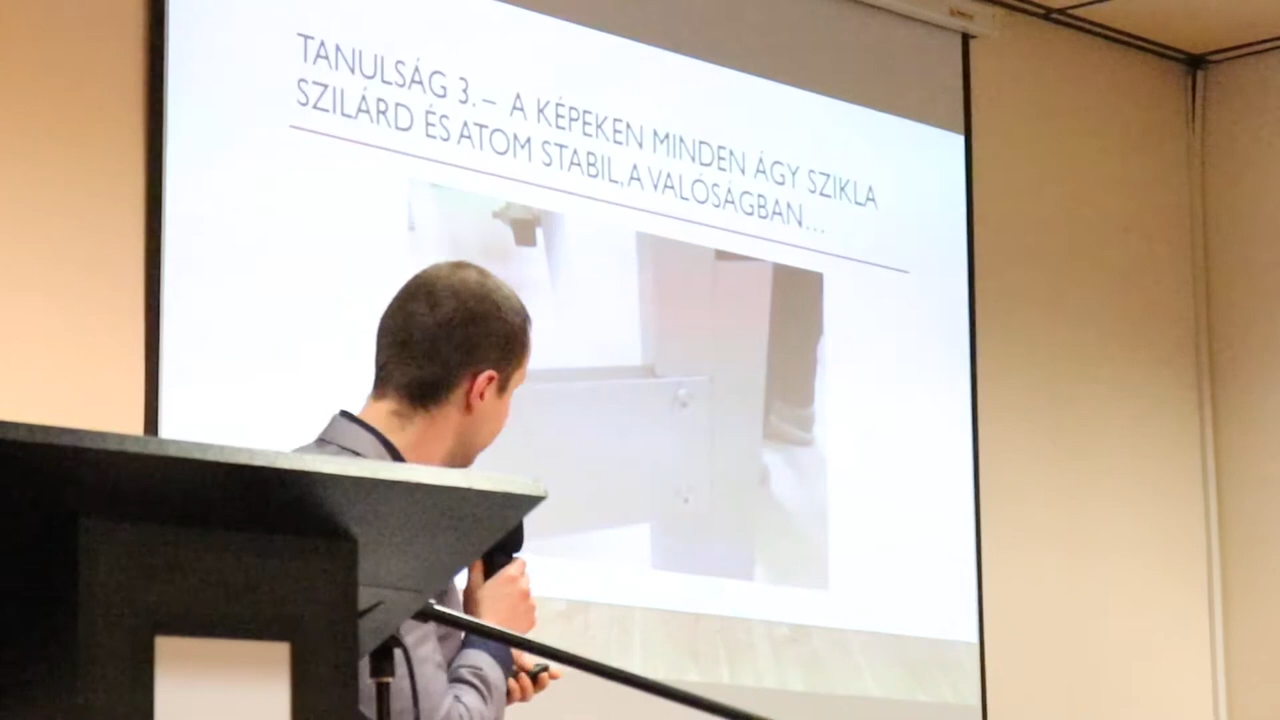 TANULSÁG 3. – A KÉPEKEN MINDEN ÁGY SZIKLA
SZILÁRD ÉS ATOM STABIL, A VALÓSÁGBAN…